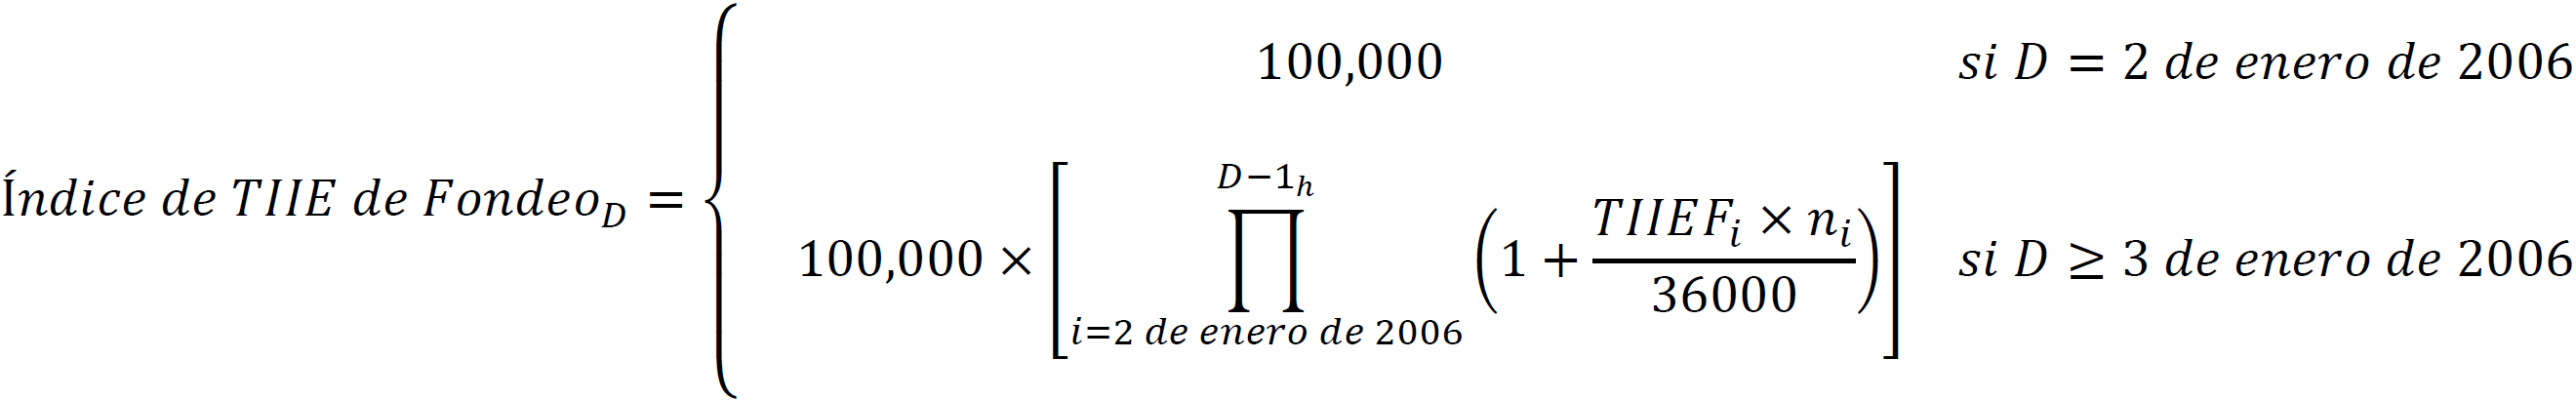 100,000 si D = 2 de enero de 2006
Índice de TIIE de Fondeo_D = { 100,000 × [ ∏_{i=2 de enero de 2006}^{D−1_h} (1 + (TIIEF_i × n_i)/36000) ] si D ≥ 3 de enero de 2006